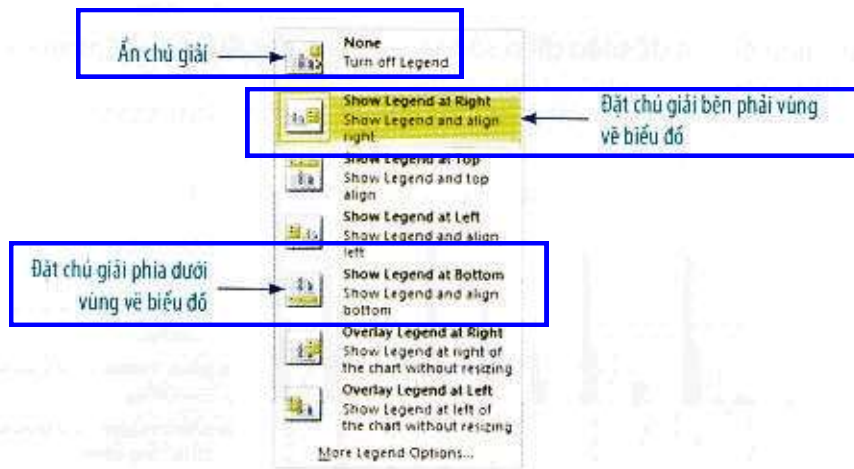 Ẩn chú giải
None
Turn off Legend
Show Legend at Right
Show Legend and align
right
Đặt chú giải bên phải vùng
vẽ biểu đồ
Show Legend at Top
Show Legend and top
align
Show Legend at Left
Show Legend and align
left
Đặt chú giải phía dưới
vùng vẽ biểu đồ
Show Legend at Bottom
Show Legend and align
bottom
Overlay Legend at Right
Show Legend at right of
the chart without resizing
Overlay Legend at Left
Show Legend at left of
the chart without resizing
More Legend Options...